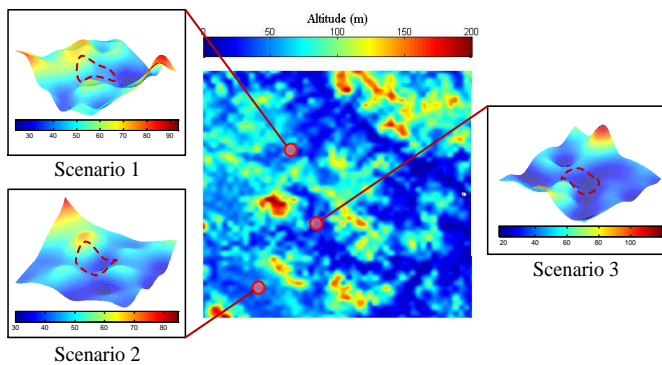 Altitude (m)
0 50 100 150 200
30 40 50 60 70 80 90
Scenario 1
30 40 50 60 70 80
Scenario 2
20 40 60 80 100
Scenario 3